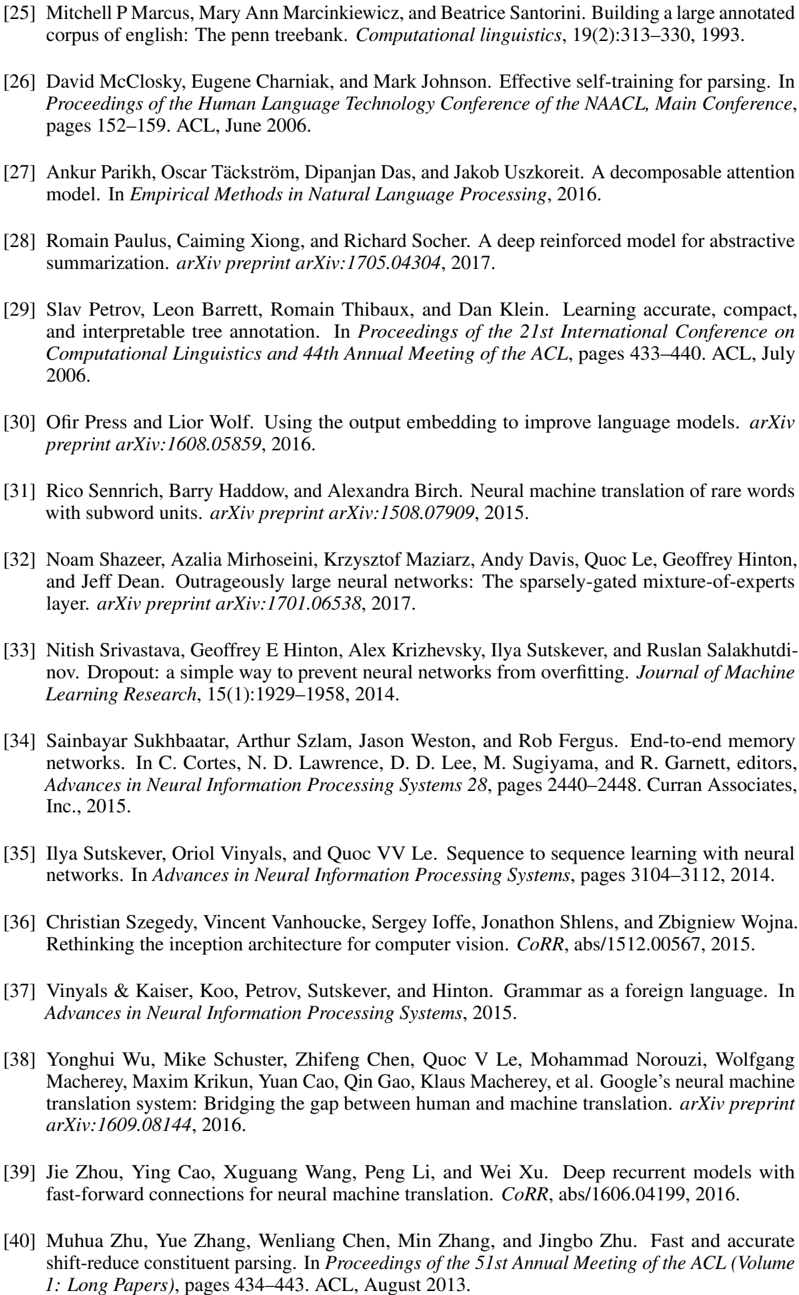 [25] Mitchell P Marcus, Mary Ann Marcinkiewicz, and Beatrice Santorini. Building a large annotated
corpus of english: The penn treebank. Computational linguistics, 19(2):313–330, 1993.
[26] David McClosky, Eugene Charniak, and Mark Johnson. Effective self-training for parsing. In
Proceedings of the Human Language Technology Conference of the NAACL, Main Conference,
pages 152–159. ACL, June 2006.
[27] Ankur Parikh, Oscar Täckström, Dipanjan Das, and Jakob Uszkoreit. A decomposable attention
model. In Empirical Methods in Natural Language Processing, 2016.
[28] Romain Paulus, Caiming Xiong, and Richard Socher. A deep reinforced model for abstractive
summarization. arXiv preprint arXiv:1705.04304, 2017.
[29] Slav Petrov, Leon Barrett, Romain Thibaux, and Dan Klein. Learning accurate, compact,
and interpretable tree annotation. In Proceedings of the 21st International Conference on
Computational Linguistics and 44th Annual Meeting of the ACL, pages 433–440. ACL, July
2006.
[30] Ofir Press and Lior Wolf. Using the output embedding to improve language models. arXiv
preprint arXiv:1608.05859, 2016.
[31] Rico Sennrich, Barry Haddow, and Alexandra Birch. Neural machine translation of rare words
with subword units. arXiv preprint arXiv:1508.07909, 2015.
[32] Noam Shazeer, Azalia Mirhoseini, Krzysztof Maziarz, Andy Davis, Quoc Le, Geoffrey Hinton,
and Jeff Dean. Outrageously large neural networks: The sparsely-gated mixture-of-experts
layer. arXiv preprint arXiv:1701.06538, 2017.
[33] Nitish Srivastava, Geoffrey E Hinton, Alex Krizhevsky, Ilya Sutskever, and Ruslan Salakhutdi-
nov. Dropout: a simple way to prevent neural networks from overfitting. Journal of Machine
Learning Research, 15(1):1929–1958, 2014.
[34] Sainbayar Sukhbaatar, Arthur Szlam, Jason Weston, and Rob Fergus. End-to-end memory
networks. In C. Cortes, N. D. Lawrence, D. D. Lee, M. Sugiyama, and R. Garnett, editors,
Advances in Neural Information Processing Systems 28, pages 2440–2448. Curran Associates,
Inc., 2015.
[35] Ilya Sutskever, Oriol Vinyals, and Quoc VV Le. Sequence to sequence learning with neural
networks. In Advances in Neural Information Processing Systems, pages 3104–3112, 2014.
[36] Christian Szegedy, Vincent Vanhoucke, Sergey Ioffe, Jonathon Shlens, and Zbigniew Wojna.
Rethinking the inception architecture for computer vision. CoRR, abs/1512.00567, 2015.
[37] Vinyals & Kaiser, Koo, Petrov, Sutskever, and Hinton. Grammar as a foreign language. In
Advances in Neural Information Processing Systems, 2015.
[38] Yonghui Wu, Mike Schuster, Zhifeng Chen, Quoc V Le, Mohammad Norouzi, Wolfgang
Macherey, Maxim Krikun, Yuan Cao, Qin Gao, Klaus Macherey, et al. Google's neural machine
translation system: Bridging the gap between human and machine translation. arXiv preprint
arXiv:1609.08144, 2016.
[39] Jie Zhou, Ying Cao, Xuguang Wang, Peng Li, and Wei Xu. Deep recurrent models with
fast-forward connections for neural machine translation. CoRR, abs/1606.04199, 2016.
[40] Muhua Zhu, Yue Zhang, Wenliang Chen, Min Zhang, and Jingbo Zhu. Fast and accurate
shift-reduce constituent parsing. In Proceedings of the 51st Annual Meeting of the ACL (Volume
1: Long Papers), pages 434–443. ACL, August 2013.